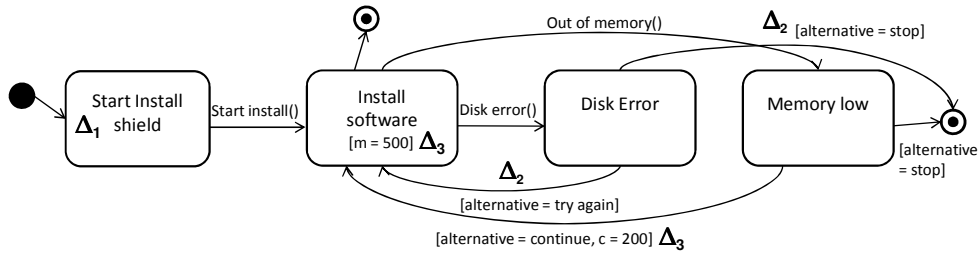 Out of memory()
Δ2 [alternative = stop]
Start Install
shield
Δ1
Start install()
Install
software
[m = 500] Δ3
Disk error()
Disk Error
Memory low
[alternative
= stop]
Δ2
[alternative = try again]
[alternative = continue, c = 200] Δ3